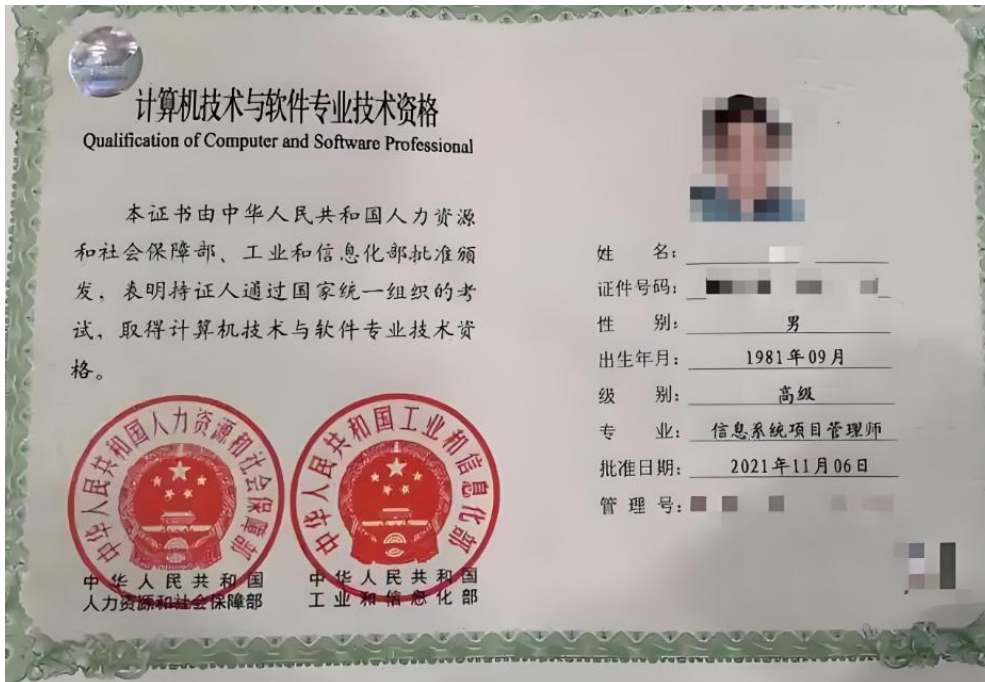 计算机技术与软件专业技术资格
Qualification of Computer and Software Professional
本证书由中华人民共和国人力资源
和社会保障部、工业和信息化部批准颁
发，表明持证人通过国家统一组织的考
试，取得计算机技术与软件专业技术资
格。
中华人民共和国人力资源和社会保障部
中华人民共和国工业和信息化部
中华人民共和国
人力资源和社会保障部
中华人民共和国
工业和信息化部
姓 名：
证件号码：
性 别： 男
出生年月： 1981年09月
级 别： 高级
专 业： 信息系统项目管理师
批准日期： 2021年11月06日
管 理 号：